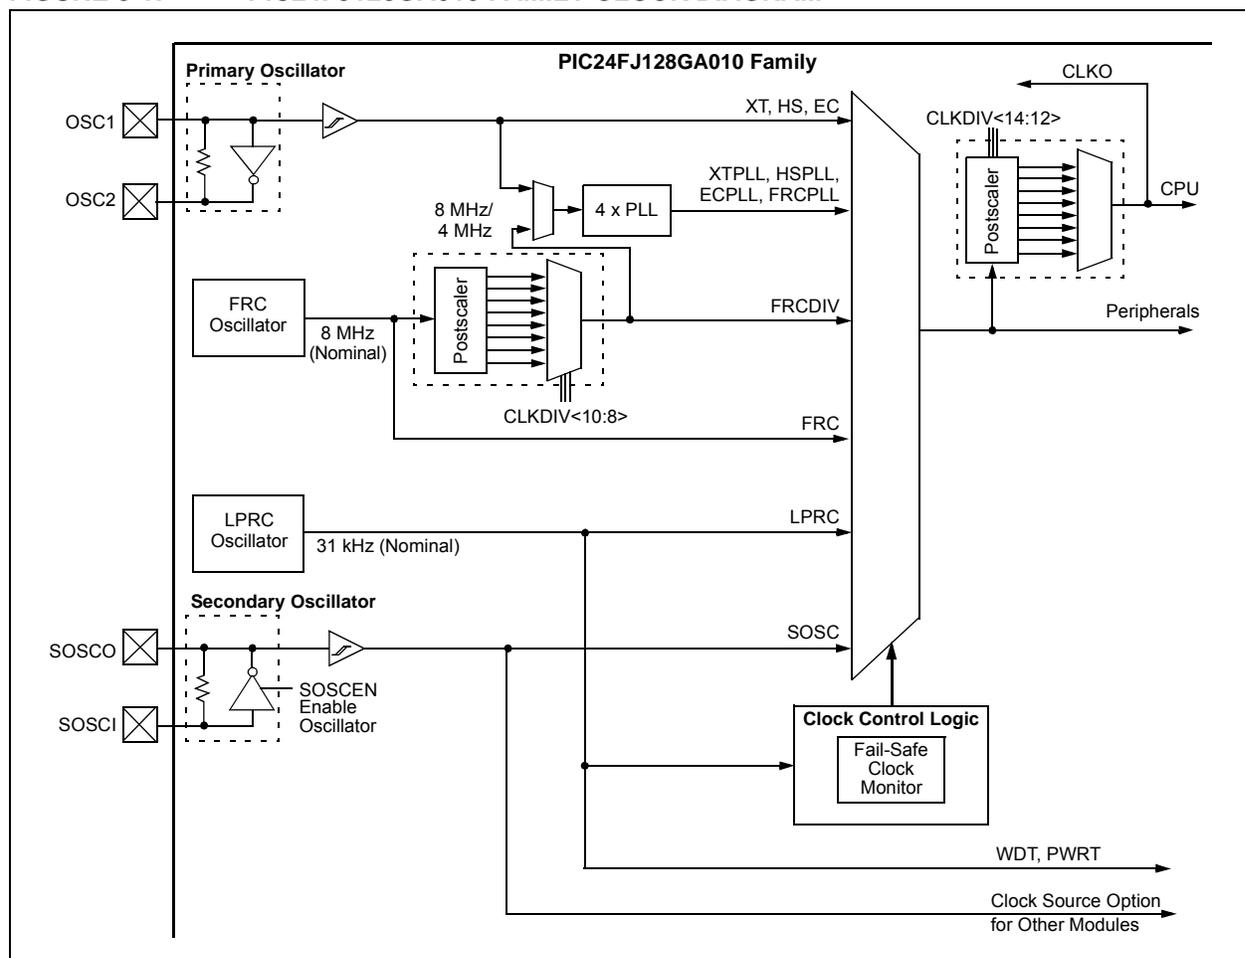 PIC24FJ128GA010 Family
Primary Oscillator
CLKO
OSC1
XT, HS, EC
CLKDIV<14:12>
XTPLL, HSPLL,
ECPLL, FRCPLL
OSC2
8 MHz/
4 MHz
4 x PLL
Postscaler
CPU
FRC
Oscillator
8 MHz
(Nominal)
Postscaler
FRCDIV
Peripherals
CLKDIV<10:8>
FRC
LPRC
Oscillator
31 kHz (Nominal)
LPRC
Secondary Oscillator
SOSCO
SOSC
SOSCEN
Enable
Oscillator
SOSCI
Clock Control Logic
Fail-Safe
Clock
Monitor
WDT, PWRT
Clock Source Option
for Other Modules